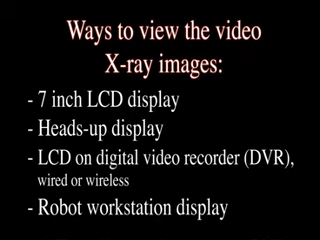 Ways to view the video
X-ray images:
- 7 inch LCD display
- Heads-up display
- LCD on digital video recorder (DVR),
wired or wireless
- Robot workstation display